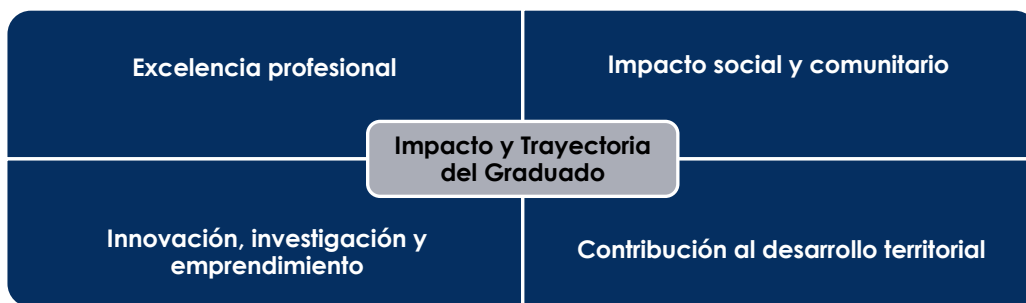 Excelencia profesional
Impacto social y comunitario
Impacto y Trayectoria
del Graduado
Innovación, investigación y
emprendimiento
Contribución al desarrollo territorial